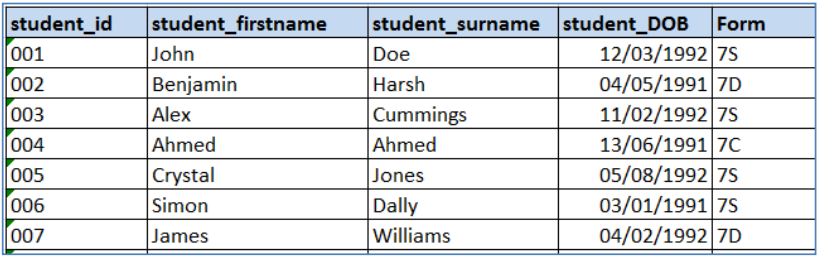 student_id student_firstname student_surname student_DOB Form
001 John Doe 12/03/1992 7S
002 Benjamin Harsh 04/05/1991 7D
003 Alex Cummings 11/02/1992 7S
004 Ahmed Ahmed 13/06/1991 7C
005 Crystal Jones 05/08/1992 7S
006 Simon Dally 03/01/1991 7S
007 James Williams 04/02/1992 7D